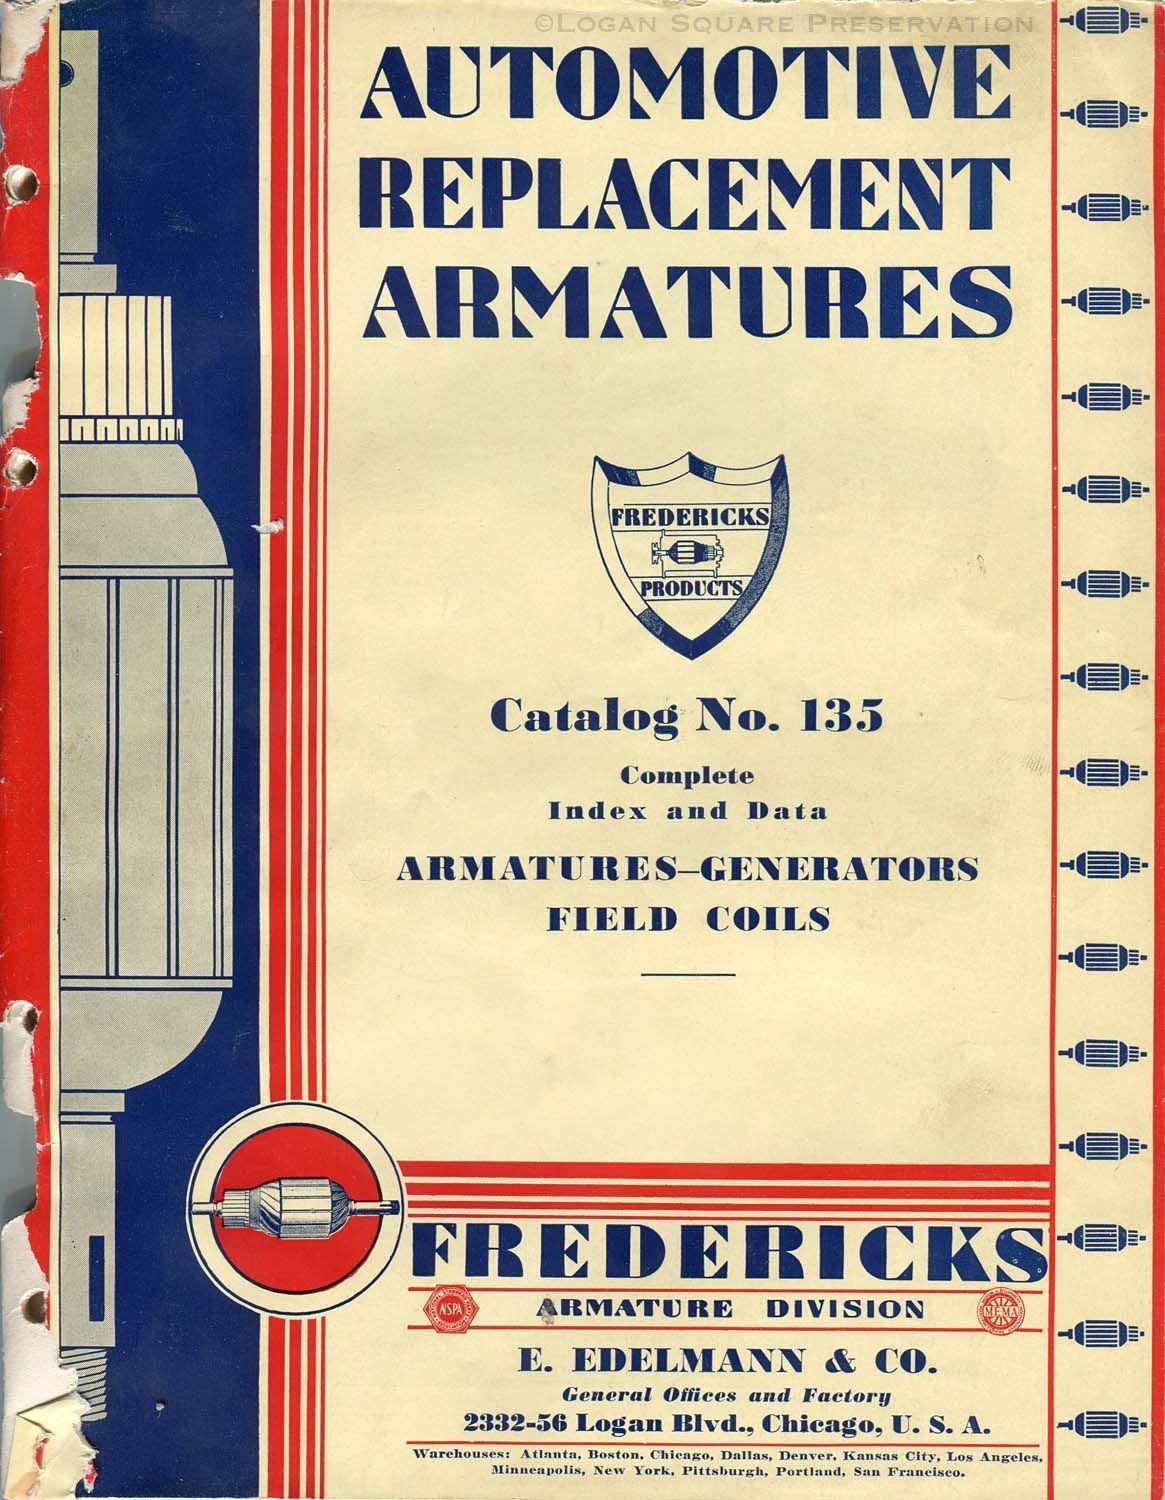 ©Logan Square Preservation
AUTOMOTIVE
REPLACEMENT
ARMATURES
FREDERICKS
PRODUCTS
Catalog No. 135
Complete
Index and Data
ARMATURES—GENERATORS
FIELD COILS
FREDERICKS
NSPA
ARMATURE DIVISION
M.E.M.A.
E. EDELMANN & CO.
General Offices and Factory
2332-56 Logan Blvd., Chicago, U. S. A.
Warehouses: Atlanta, Boston, Chicago, Dallas, Denver, Kansas City, Los Angeles,
Minneapolis, New York, Pittsburgh, Portland, San Francisco.